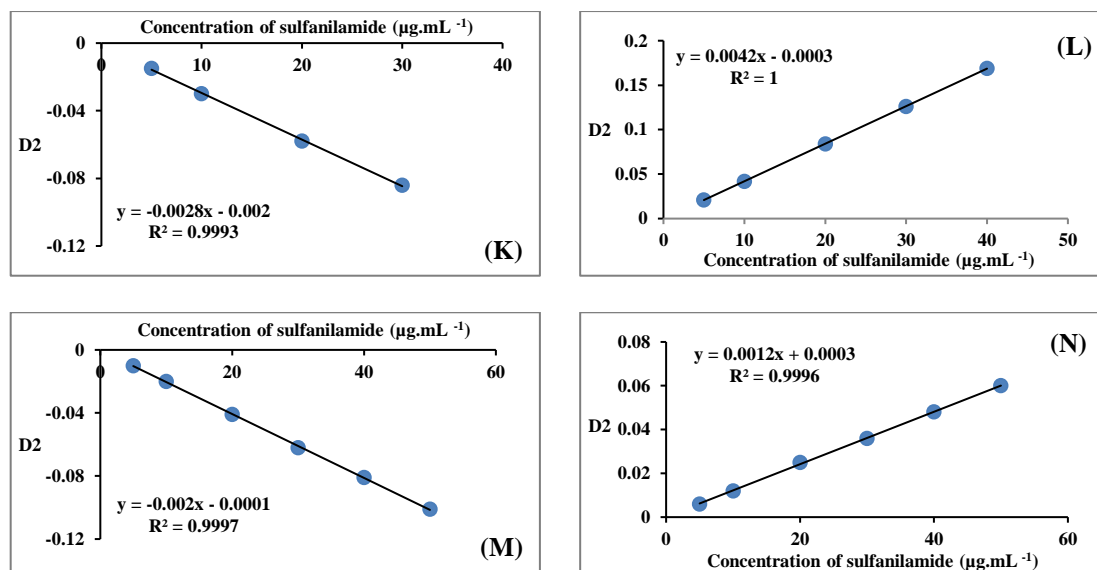 Concentration of sulfanilamide (µg.mL -1)
0
0 10 20 30 40
-0.04
D2
-0.08
y = -0.0028x - 0.002
R² = 0.9993
-0.12
(K)
0.2
(L)
y = 0.0042x - 0.0003
R² = 1
0.15
D2
0.1
0.05
0
0 10 20 30 40 50
Concentration of sulfanilamide (µg.mL -1)
Concentration of sulfanilamide (µg.mL -1)
0
0 20 40 60
-0.04
D2
-0.08
y = -0.002x - 0.0001
R² = 0.9997
-0.12
(M)
0.08
(N)
y = 0.0012x + 0.0003
R² = 0.9996
0.06
D2
0.04
0.02
0
0 20 40 60
Concentration of sulfanilamide (µg.mL -1)